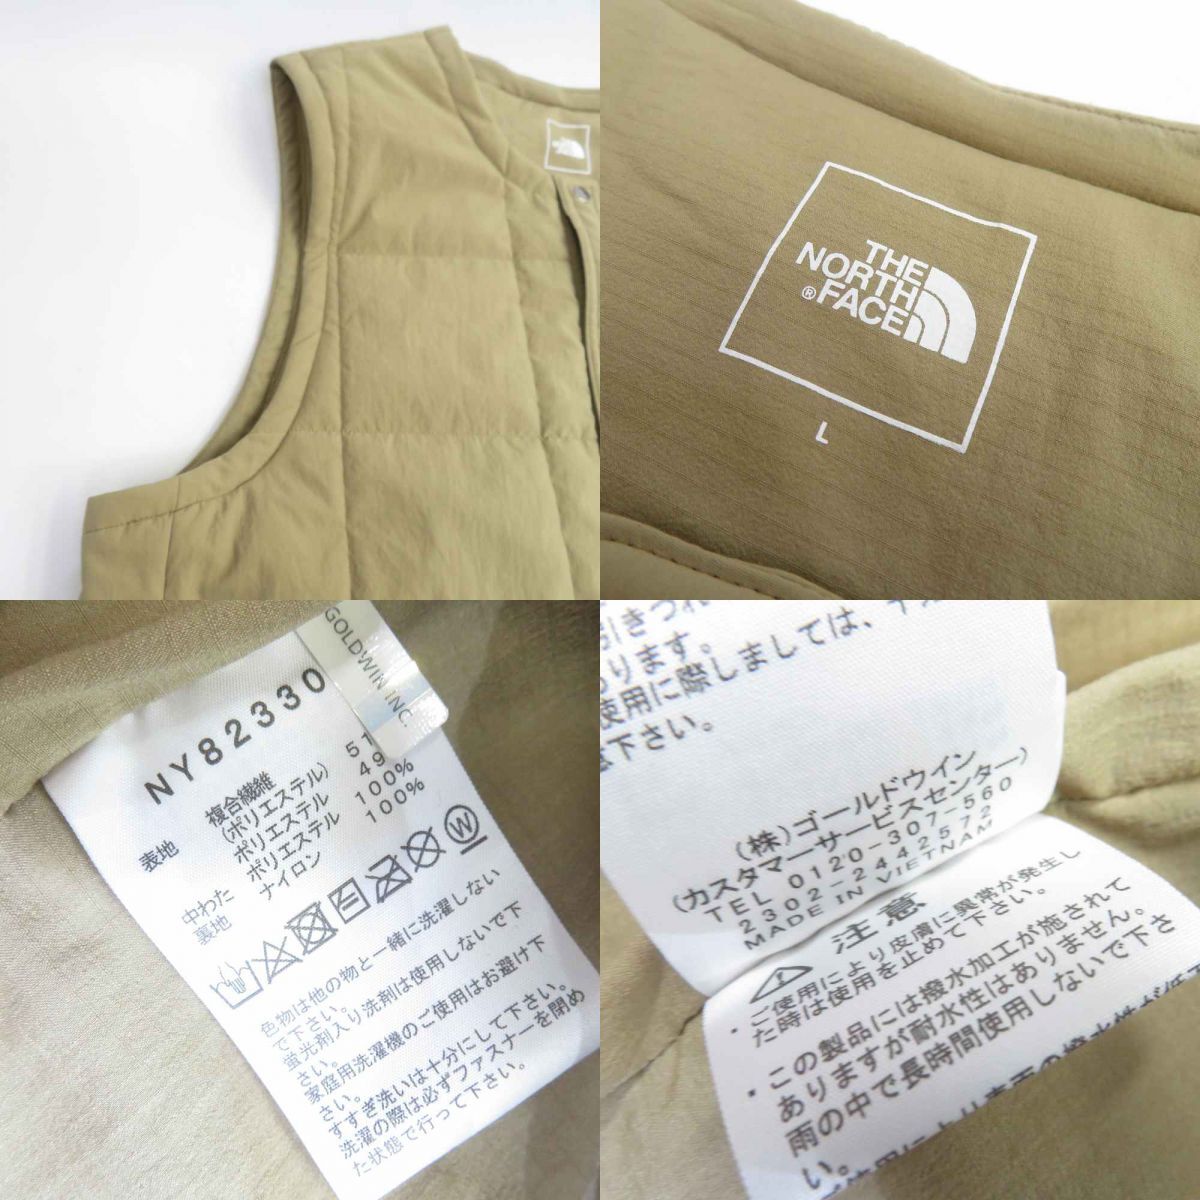 THE
NORTH
FACE
®
L
GOLDWIN INC.
NY82330
表地 複合繊維
(ポリエステル) 51
ポリエステル 49
中わた ポリエステル 100%
裏地 ナイロン 100%
色物は他の物と一緒に洗濯しない
で下さい。
蛍光剤入り洗剤は使用しないで下
さい。
家庭用洗濯機のご使用はお避け下
さい。
すすぎ洗いは十分にして下さい。
洗濯の際は必ずファスナーを閉め
た状態で行って下さい。
引きつれ
ります。
使用に際しましては、
下さい。
(株)ゴールドウイン
(カスタマーサービスセンター)
TEL 0120-307-560
2302-2442572
MADE IN VIETNAM
注意
・ご使用により皮膚に異常が発生し
た時は使用を止めて下さい。
・この製品には撥水加工が施されて
ありますが耐水性はありません。
雨の中で長時間使用しないで下さ
い。